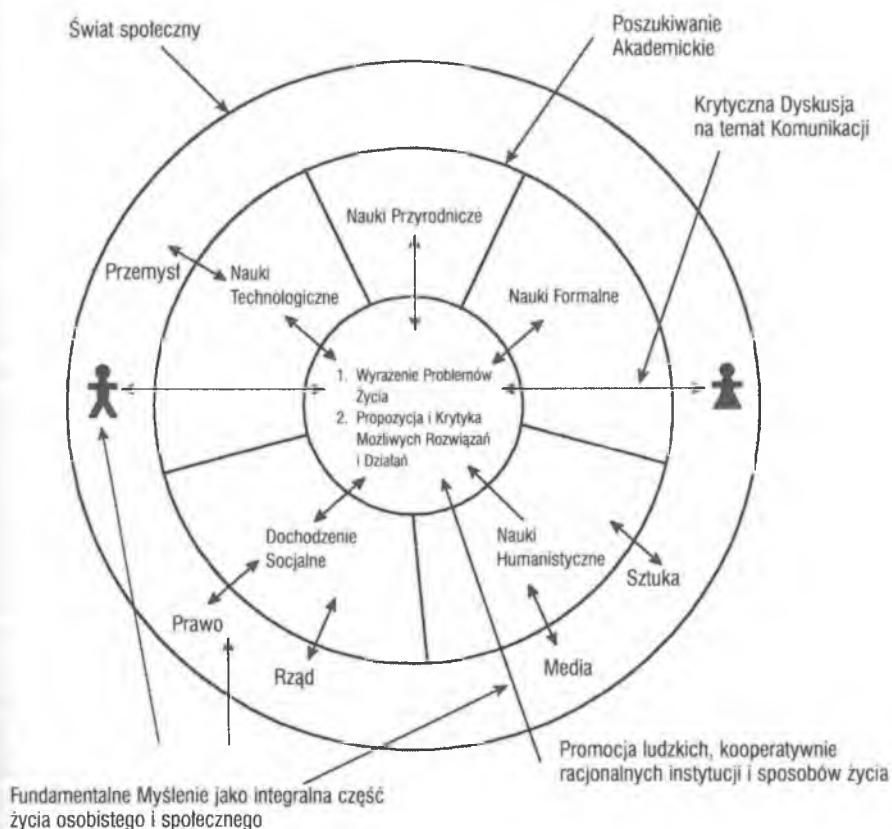 Świat społeczny
Poszukiwanie
Akademickie
Krytyczna Dyskusja
na temat Komunikacji
Nauki Przyrodnicze
Przemysł
Nauki
Technologiczne
Nauki Formalne
1. Wyrażenie Problemów
Życia
2. Propozycja i Krytyka
Możliwych Rozwiązań
i Działań
Dochodzenie
Socjalne
Nauki
Humanistyczne
Sztuka
Prawo
Rząd
Media
Promocja ludzkich, kooperatywnie
racjonalnych instytucji i sposobów życia
Fundamentalne Myślenie jako integralna część
życia osobistego i społecznego